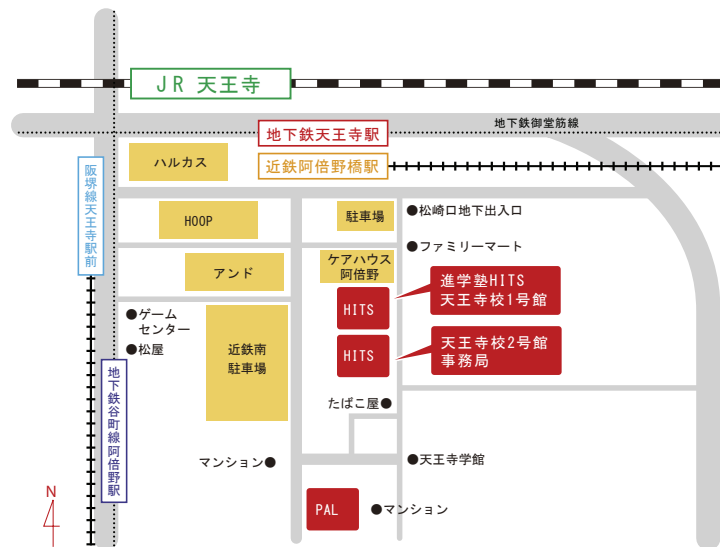 JR 天王寺
地下鉄御堂筋線
地下鉄天王寺駅
ハルカス
近鉄阿倍野橋駅
阪堺線天王寺駅前
HOOP
駐車場
●松崎口地下出入口
●ファミリーマート
アンド
ケアハウス
阿倍野
進学塾HITS
天王寺校1号館
HITS
●ゲーム
センター
●松屋
近鉄南
駐車場
HITS
天王寺校2号館
事務局
地下鉄谷町線阿倍野駅
たばこ屋●
マンション●
●天王寺学館
N
PAL
●マンション